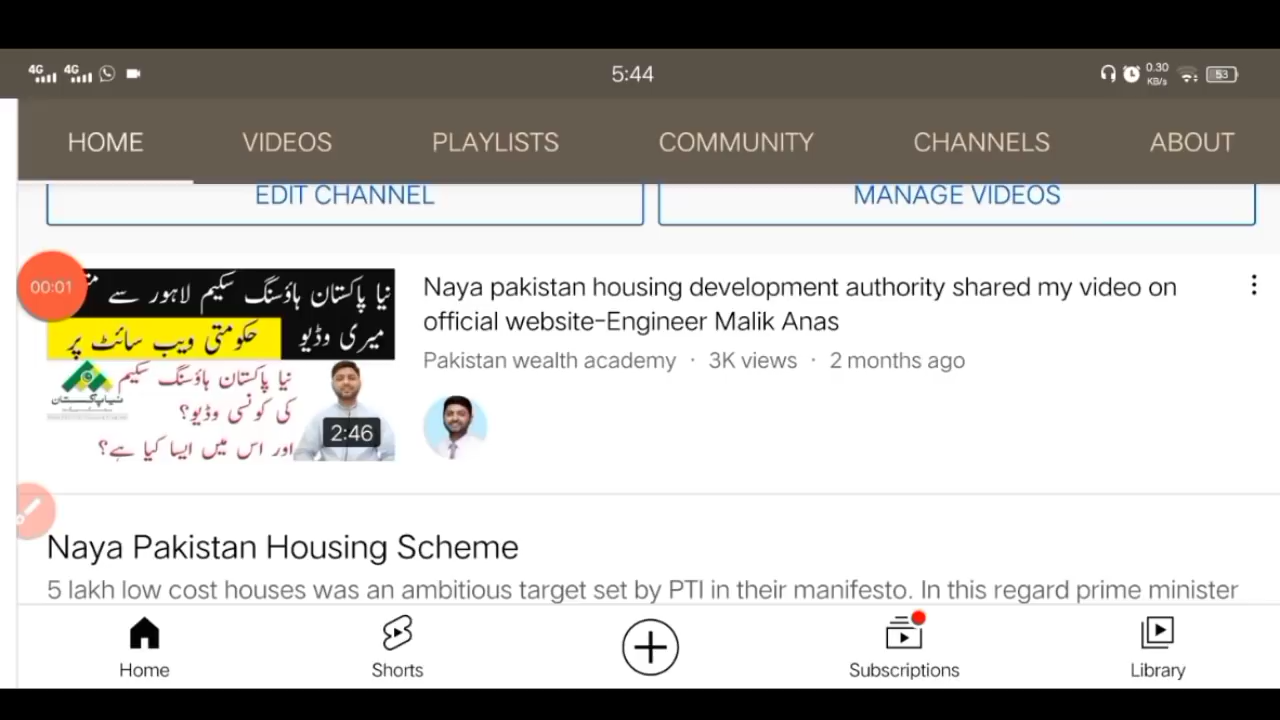 4G 4G 5:44 0.30 KB/s 53
HOME VIDEOS PLAYLISTS COMMUNITY CHANNELS ABOUT
EDIT CHANNEL MANAGE VIDEOS
00:01
نیا پاکستان ہاؤسنگ سکیم لاہور سے
میری وڈیو حکومتی ویب سائٹ پر
نیا پاکستان ہاؤسنگ سکیم
کی کونسی وڈیو؟
اور اس میں ایسا کیا ہے؟
نیا پاکستان
2:46
Naya pakistan housing development authority shared my video on
official website-Engineer Malik Anas
Pakistan wealth academy · 3K views · 2 months ago
Naya Pakistan Housing Scheme
5 lakh low cost houses was an ambitious target set by PTI in their manifesto. In this regard prime minister
Home Shorts Subscriptions Library